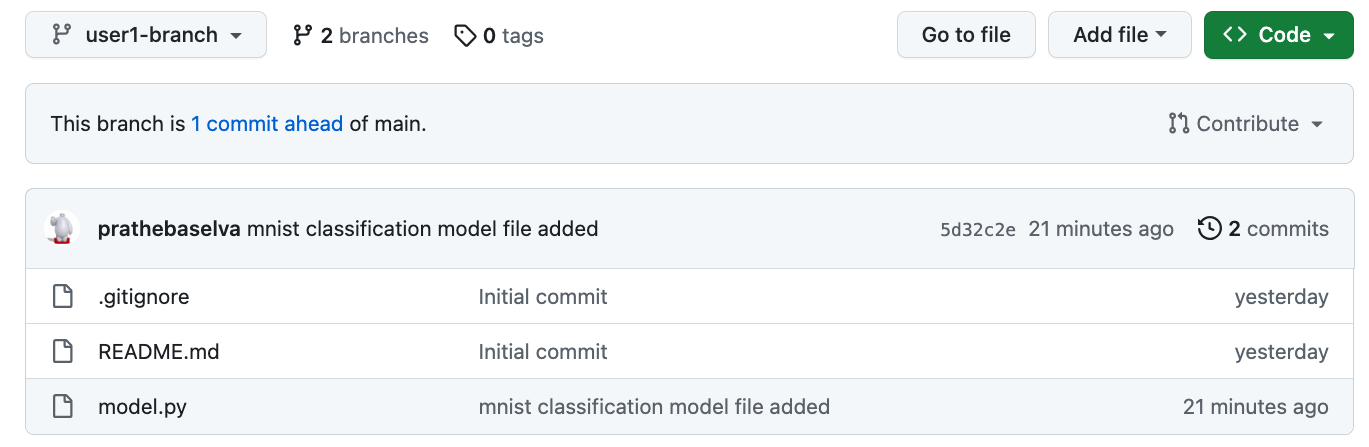 user1-branch 2 branches 0 tags Go to file Add file Code
This branch is 1 commit ahead of main. Contribute
prathebaselva mnist classification model file added 5d32c2e 21 minutes ago 2 commits
.gitignore Initial commit yesterday
README.md Initial commit yesterday
model.py mnist classification model file added 21 minutes ago